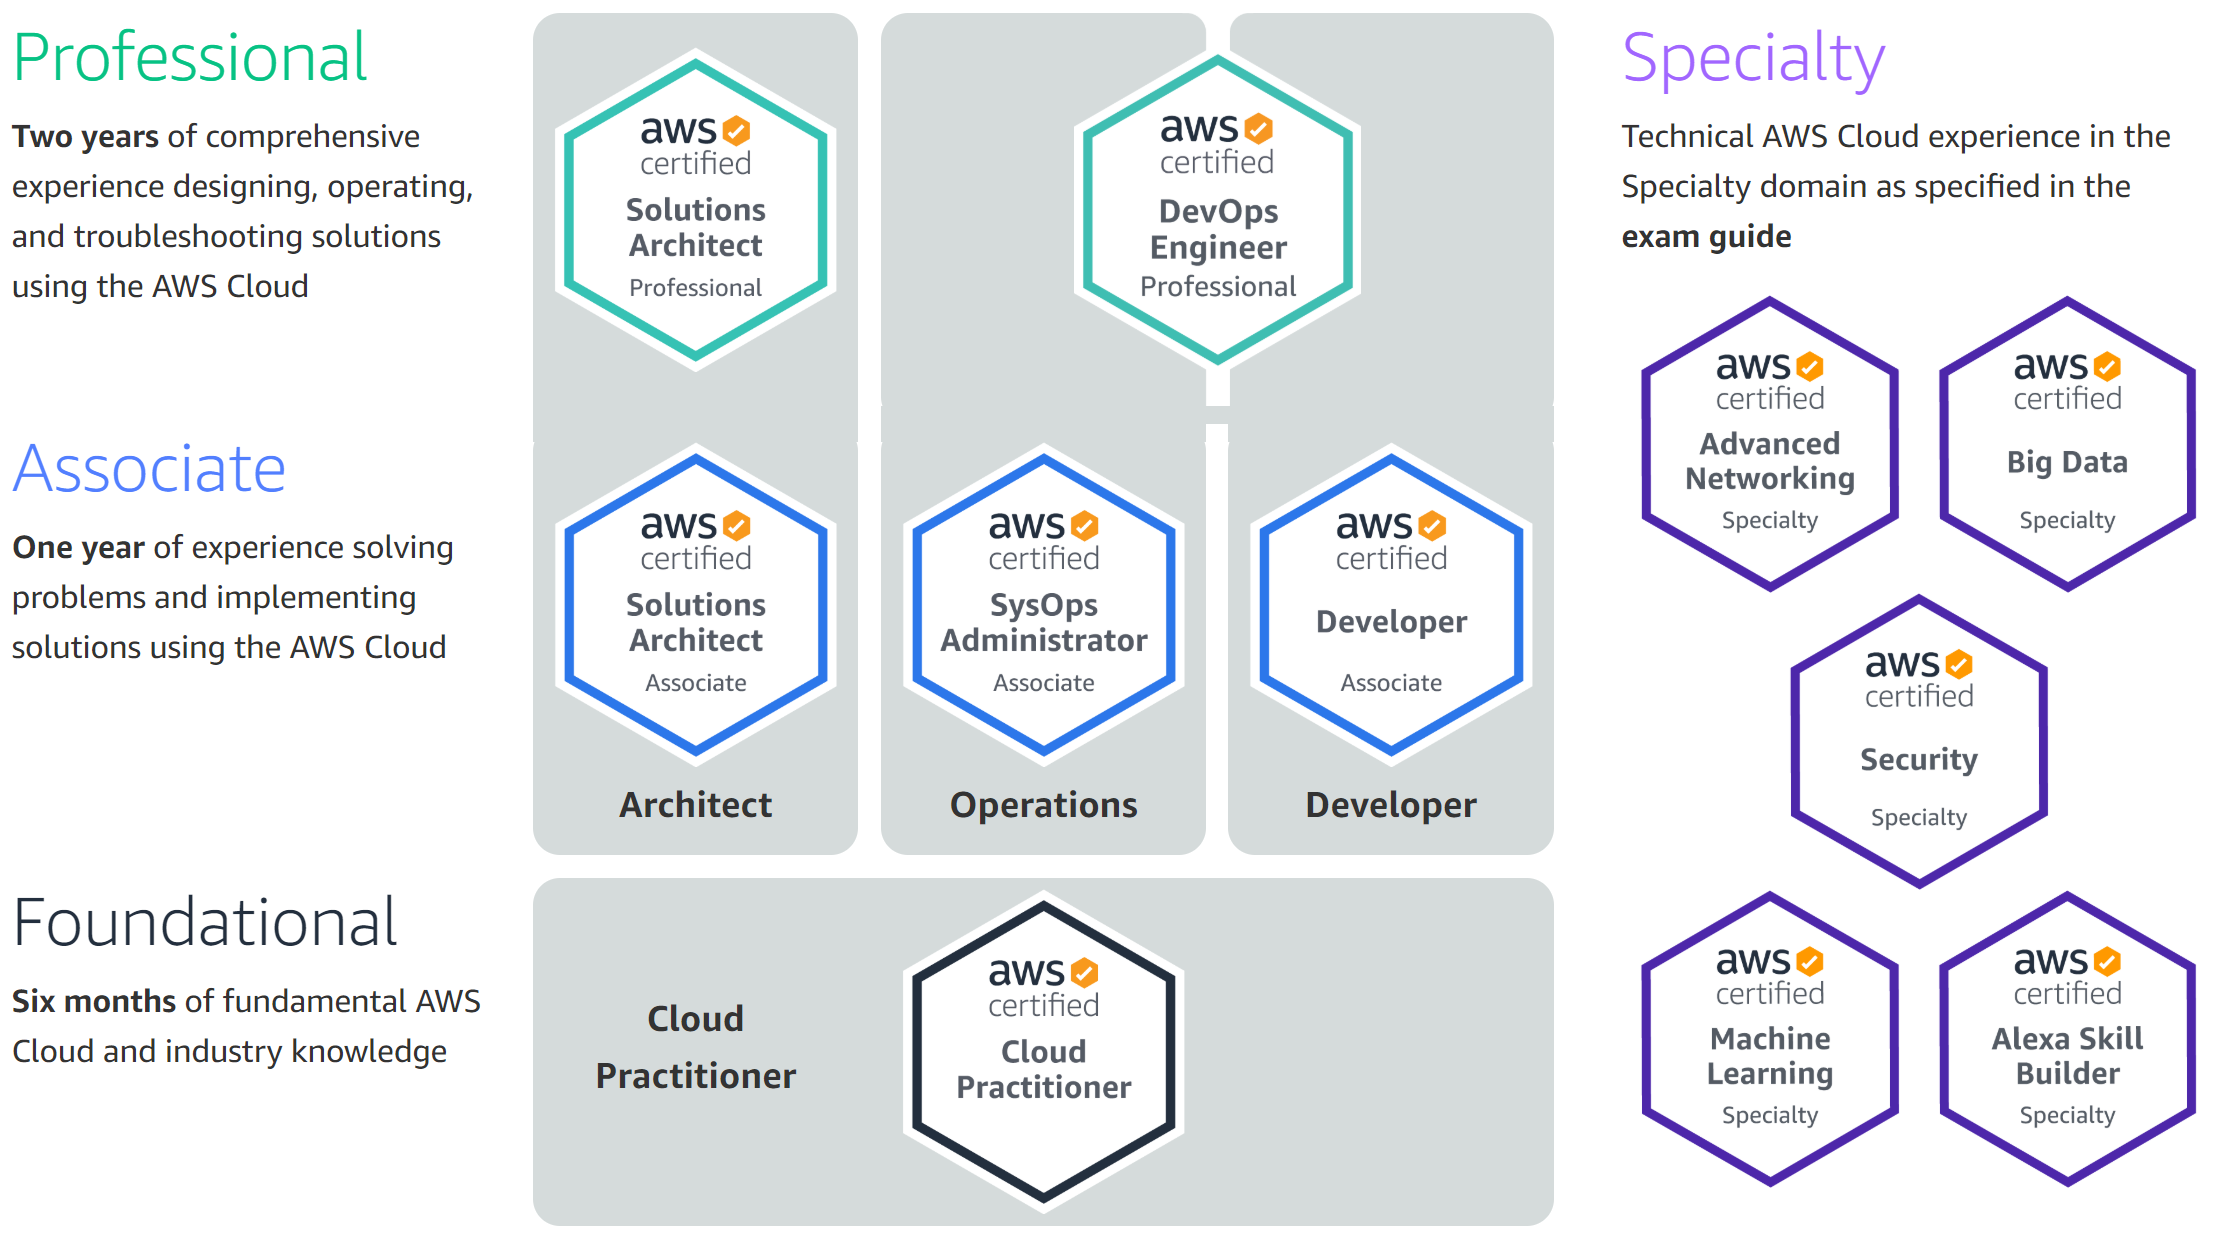 Professional
Two years of comprehensive
experience designing, operating,
and troubleshooting solutions
using the AWS Cloud
aws
certified
Solutions
Architect
Professional
aws
certified
DevOps
Engineer
Professional
Associate
One year of experience solving
problems and implementing
solutions using the AWS Cloud
aws
certified
Solutions
Architect
Associate
Architect
aws
certified
SysOps
Administrator
Associate
Operations
aws
certified
Developer
Associate
Developer
Foundational
Six months of fundamental AWS
Cloud and industry knowledge
Cloud
Practitioner
aws
certified
Cloud
Practitioner
Specialty
Technical AWS Cloud experience in the
Specialty domain as specified in the
exam guide
aws
certified
Advanced
Networking
Specialty
aws
certified
Big Data
Specialty
aws
certified
Security
Specialty
aws
certified
Machine
Learning
Specialty
aws
certified
Alexa Skill
Builder
Specialty